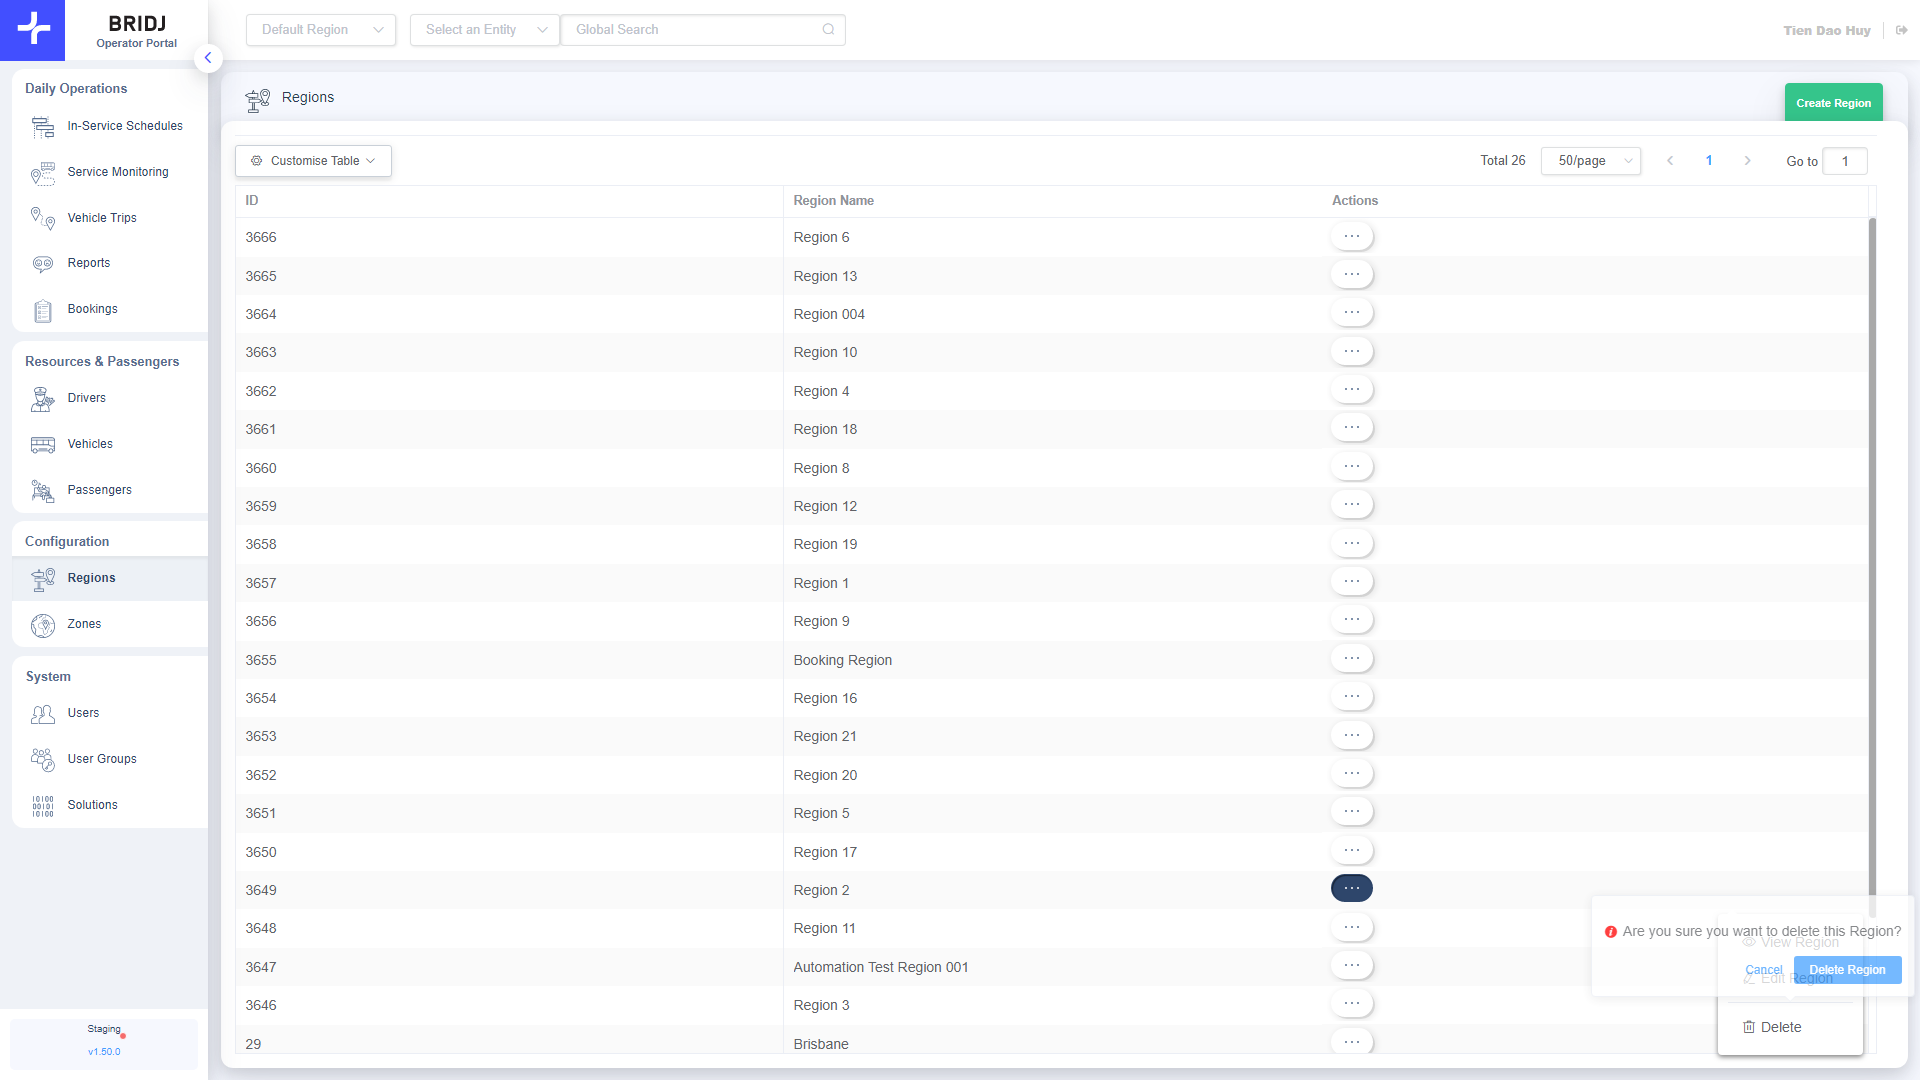 BRIDJ
Operator Portal
Default Region
Select an Entity
Global Search
Tien Dao Huy
Daily Operations
In-Service Schedules
Service Monitoring
Vehicle Trips
Reports
Bookings
Resources & Passengers
Drivers
Vehicles
Passengers
Configuration
Regions
Zones
System
Users
User Groups
Solutions
Staging
v1.50.0
Regions
Create Region
Customise Table
Total 26
50/page
1
Go to 1
ID Region Name Actions
3666 Region 6
3665 Region 13
3664 Region 004
3663 Region 10
3662 Region 4
3661 Region 18
3660 Region 8
3659 Region 12
3658 Region 19
3657 Region 1
3656 Region 9
3655 Booking Region
3654 Region 16
3653 Region 21
3652 Region 20
3651 Region 5
3650 Region 17
3649 Region 2
3648 Region 11
3647 Automation Test Region 001
3646 Region 3
29 Brisbane
Are you sure you want to delete this Region?
View Region
Cancel Delete Region
Edit Region
Delete